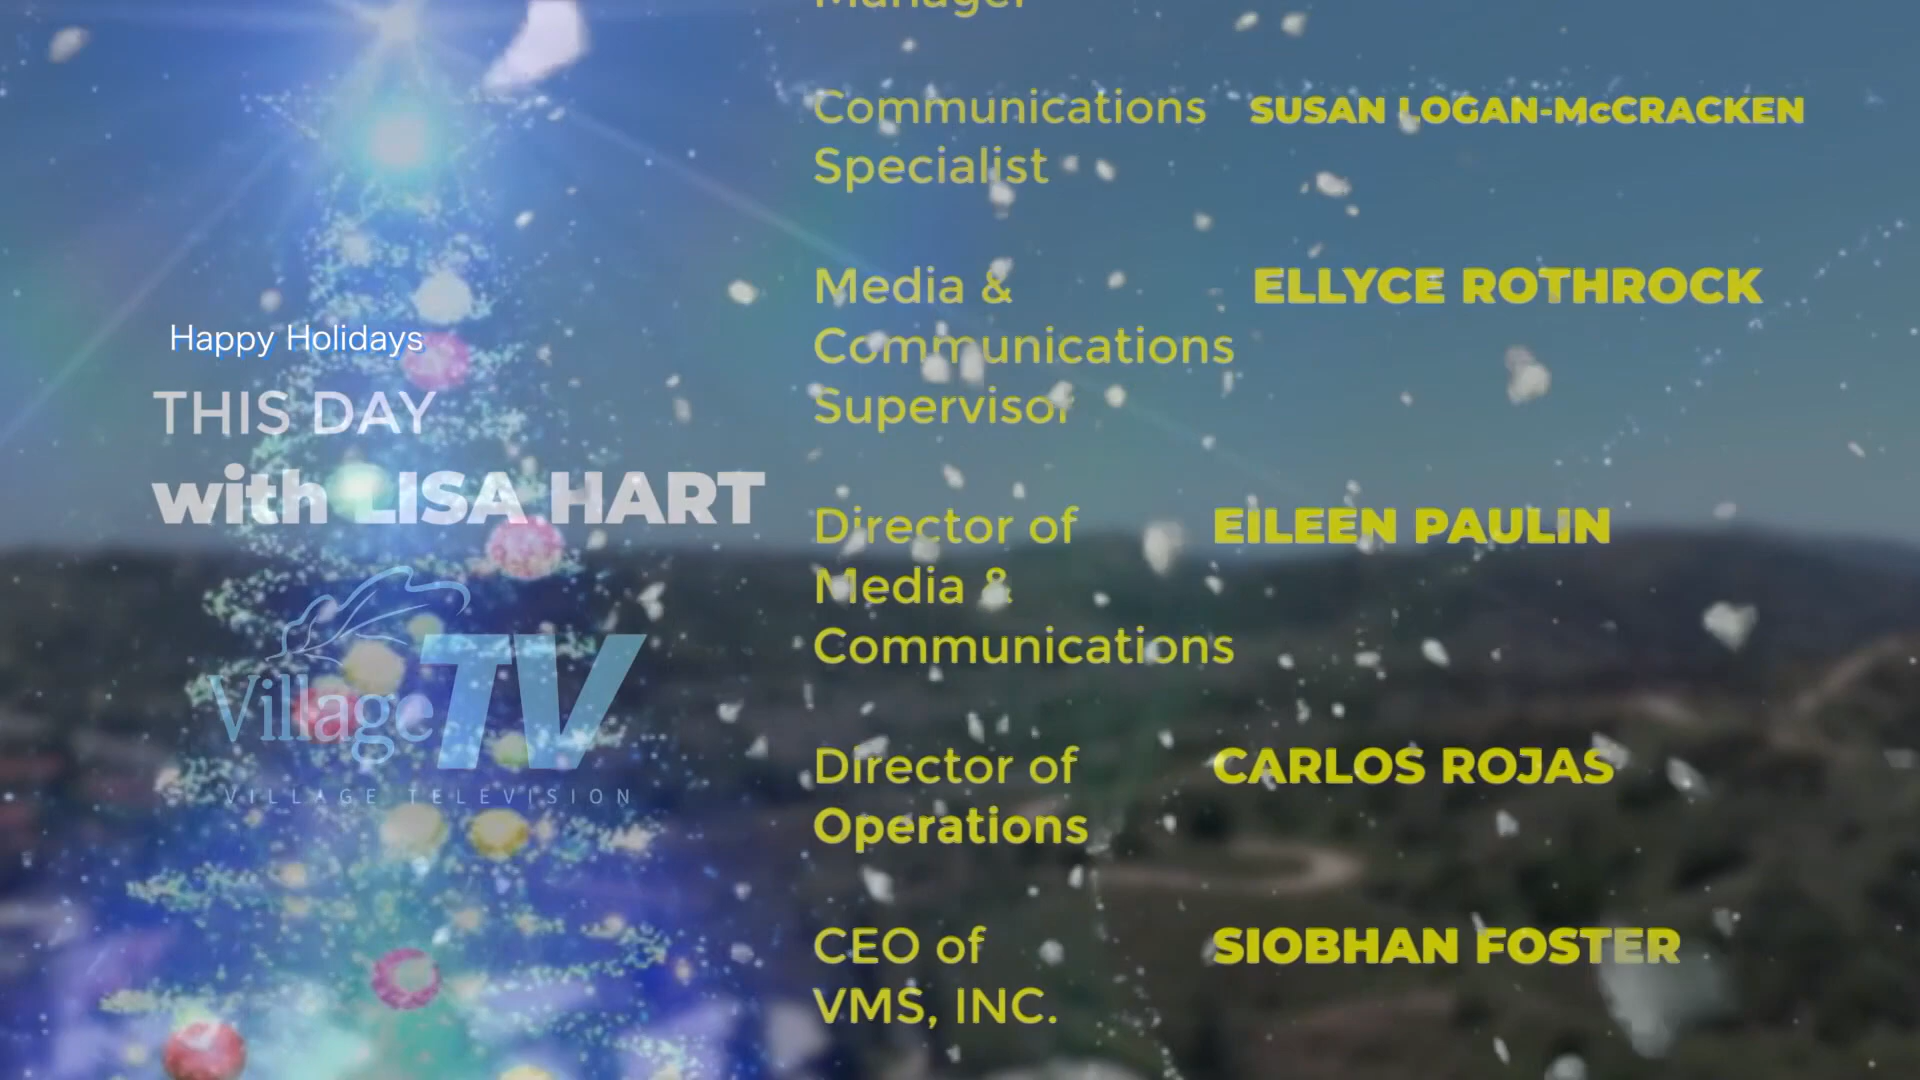 Manager
Communications SUSAN LOGAN-McCRACKEN
Specialist
Media & ELLYCE ROTHROCK
Communications
Supervisor
Happy Holidays
THIS DAY
with LISA HART
Director of EILEEN PAULIN
Media &
Communications
Village TV
VILLAGE TELEVISION
Director of CARLOS ROJAS
Operations
CEO of SIOBHAN FOSTER
VMS, INC.